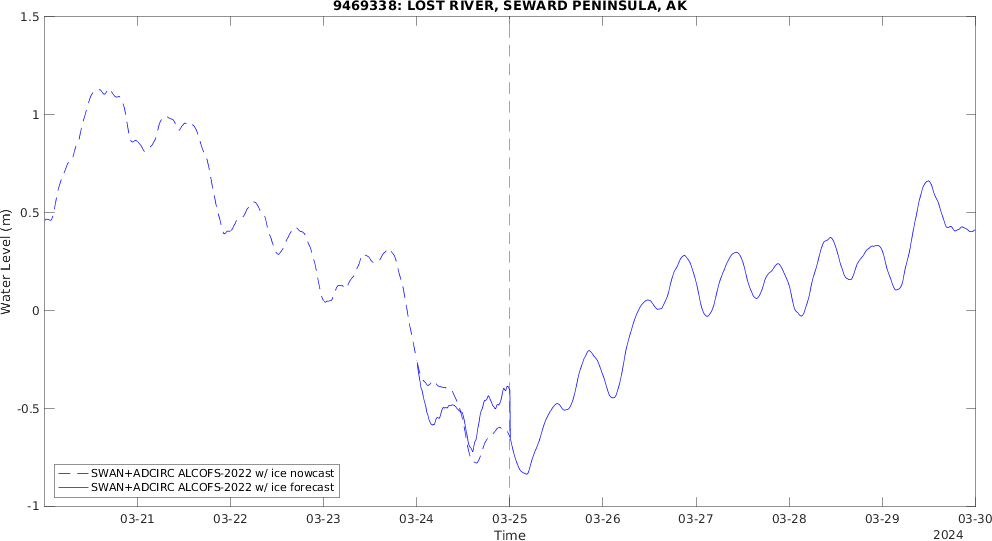 9469338: LOST RIVER, SEWARD PENINSULA, AK
1.5
1
0.5
0
-0.5
-1
Water Level (m)
SWAN+ADCIRC ALCOFS-2022 w/ ice nowcast
SWAN+ADCIRC ALCOFS-2022 w/ ice forecast
03-21 03-22 03-23 03-24 03-25 03-26 03-27 03-28 03-29 03-30
Time
2024